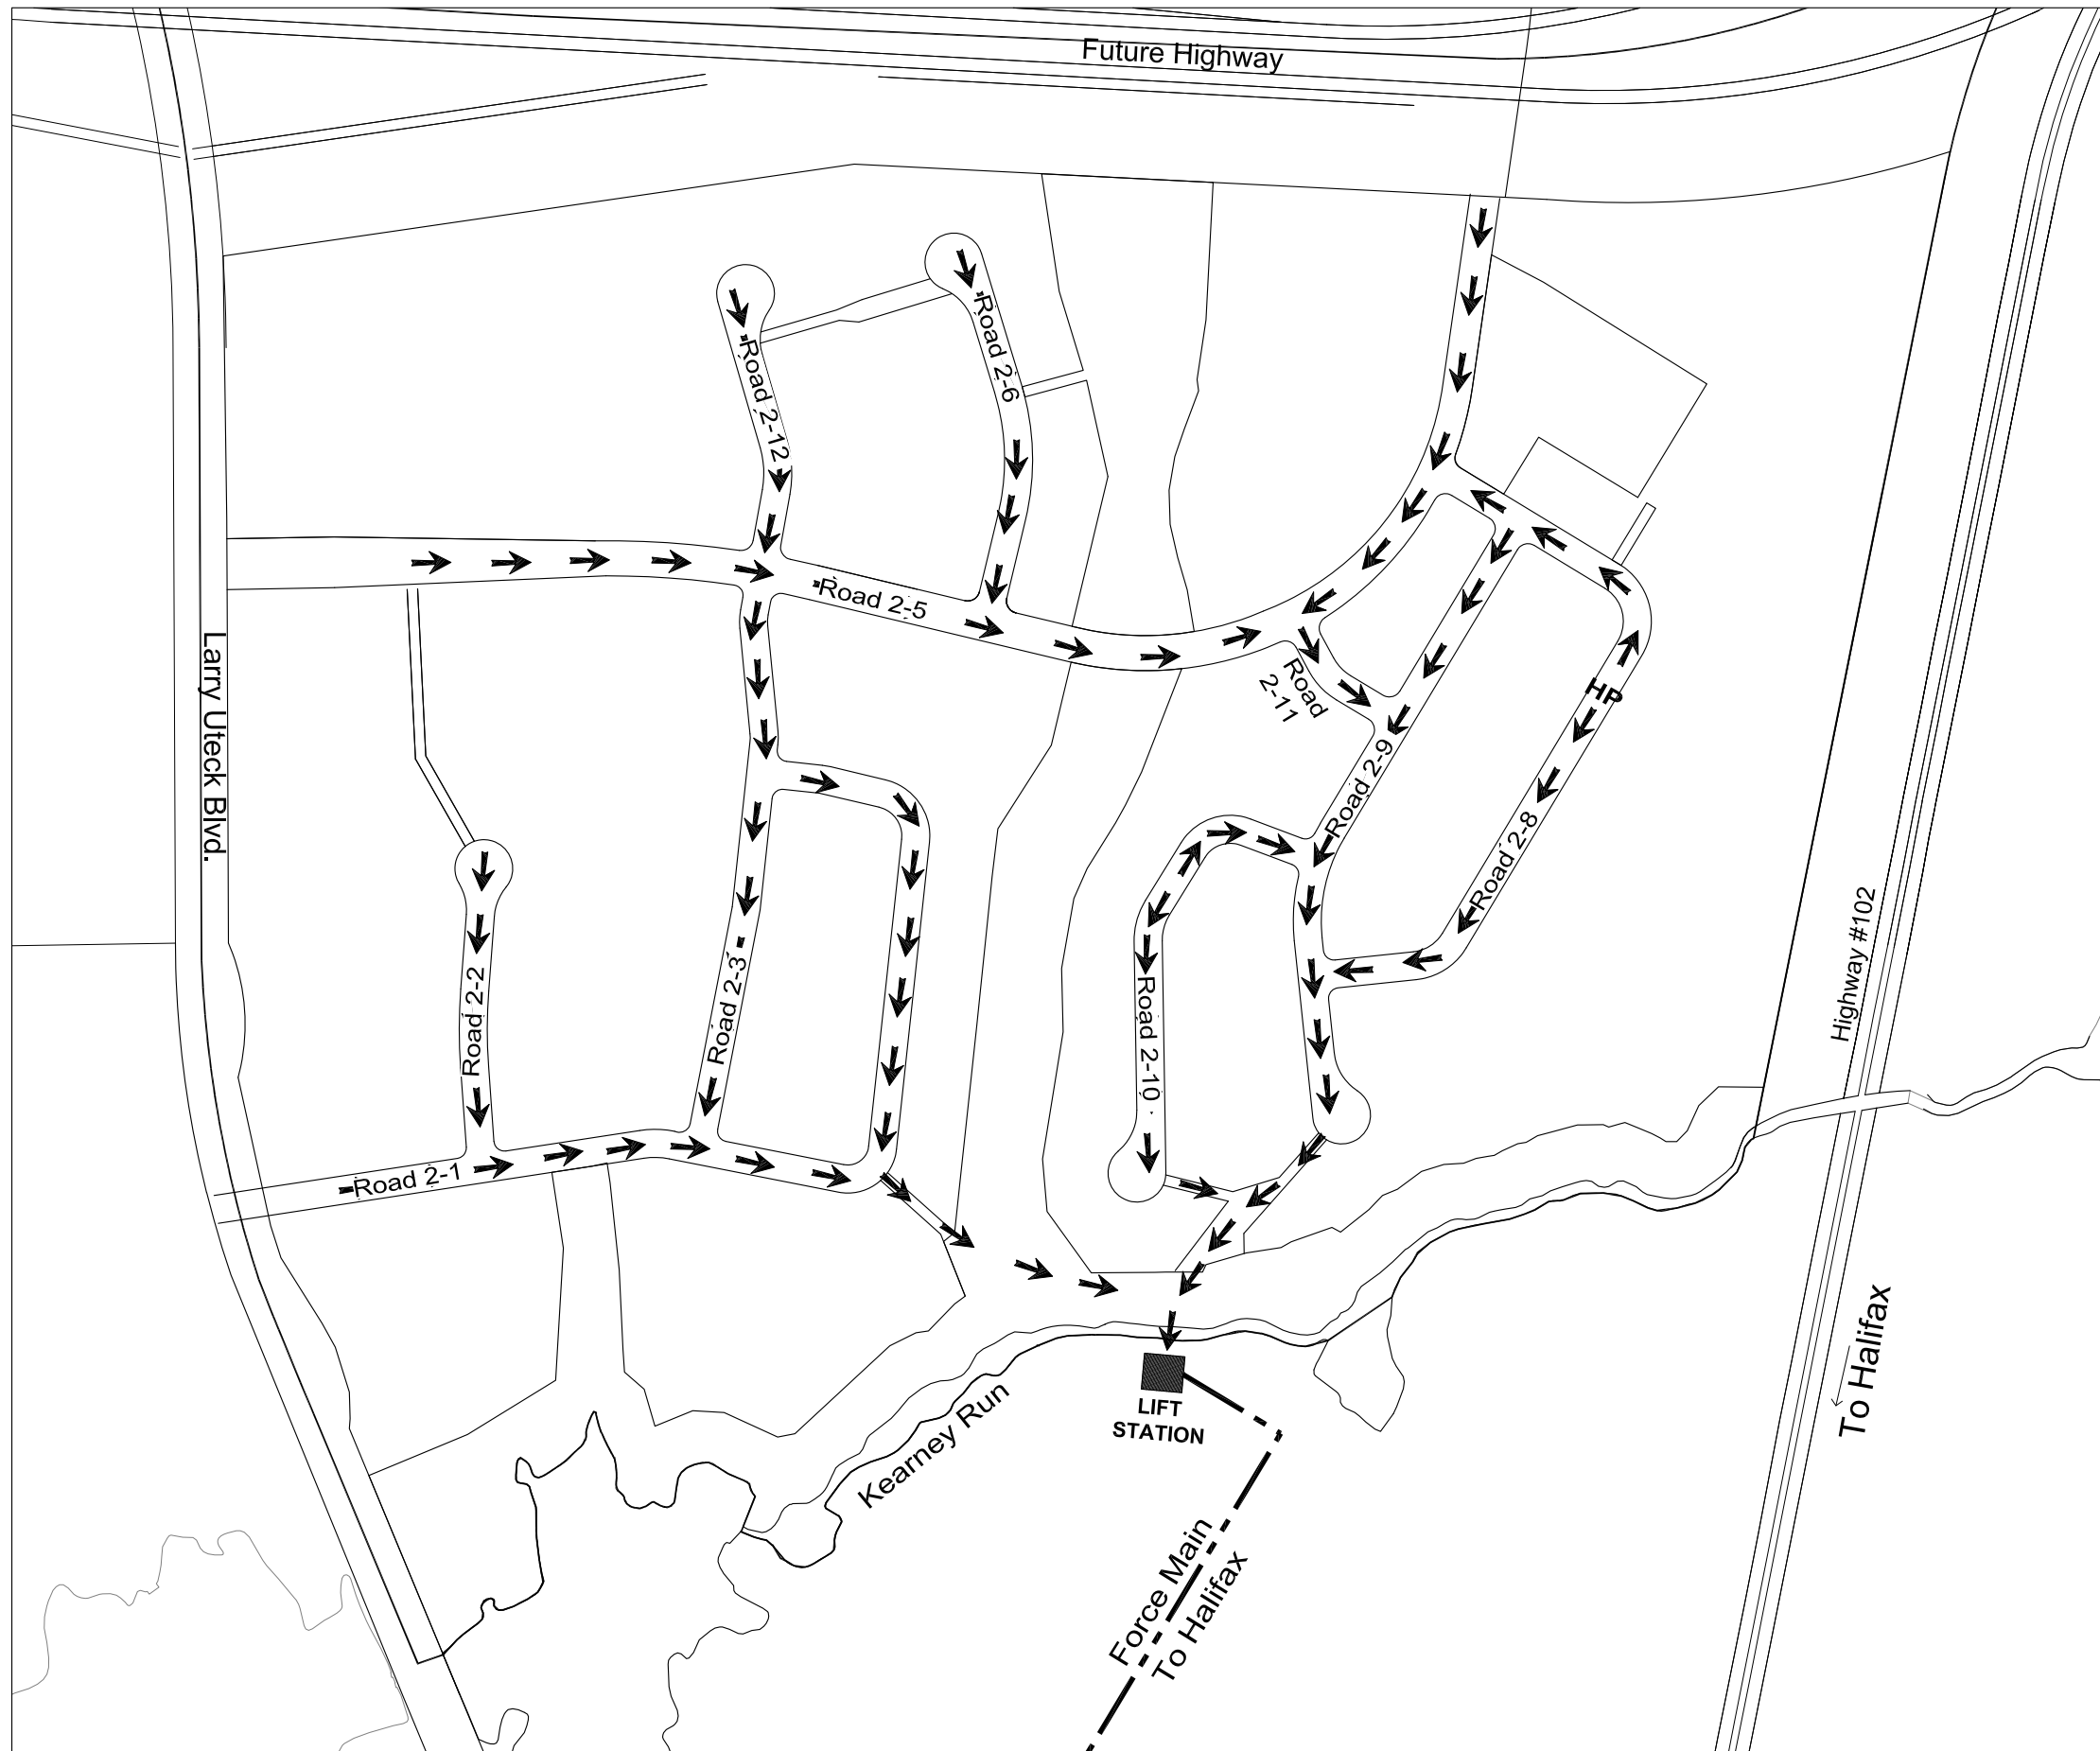 Future Highway
Road 2-6
Road 2-12
Road 2-5
Larry Uteck Blvd.
Road
2-11
HP
Road 2-9
Road 2-8
Highway #102
Road 2-2
Road 2-3
Road 2-10
Road 2-1
To Halifax
LIFT
STATION
Kearney Run
Force Main
To Halifax